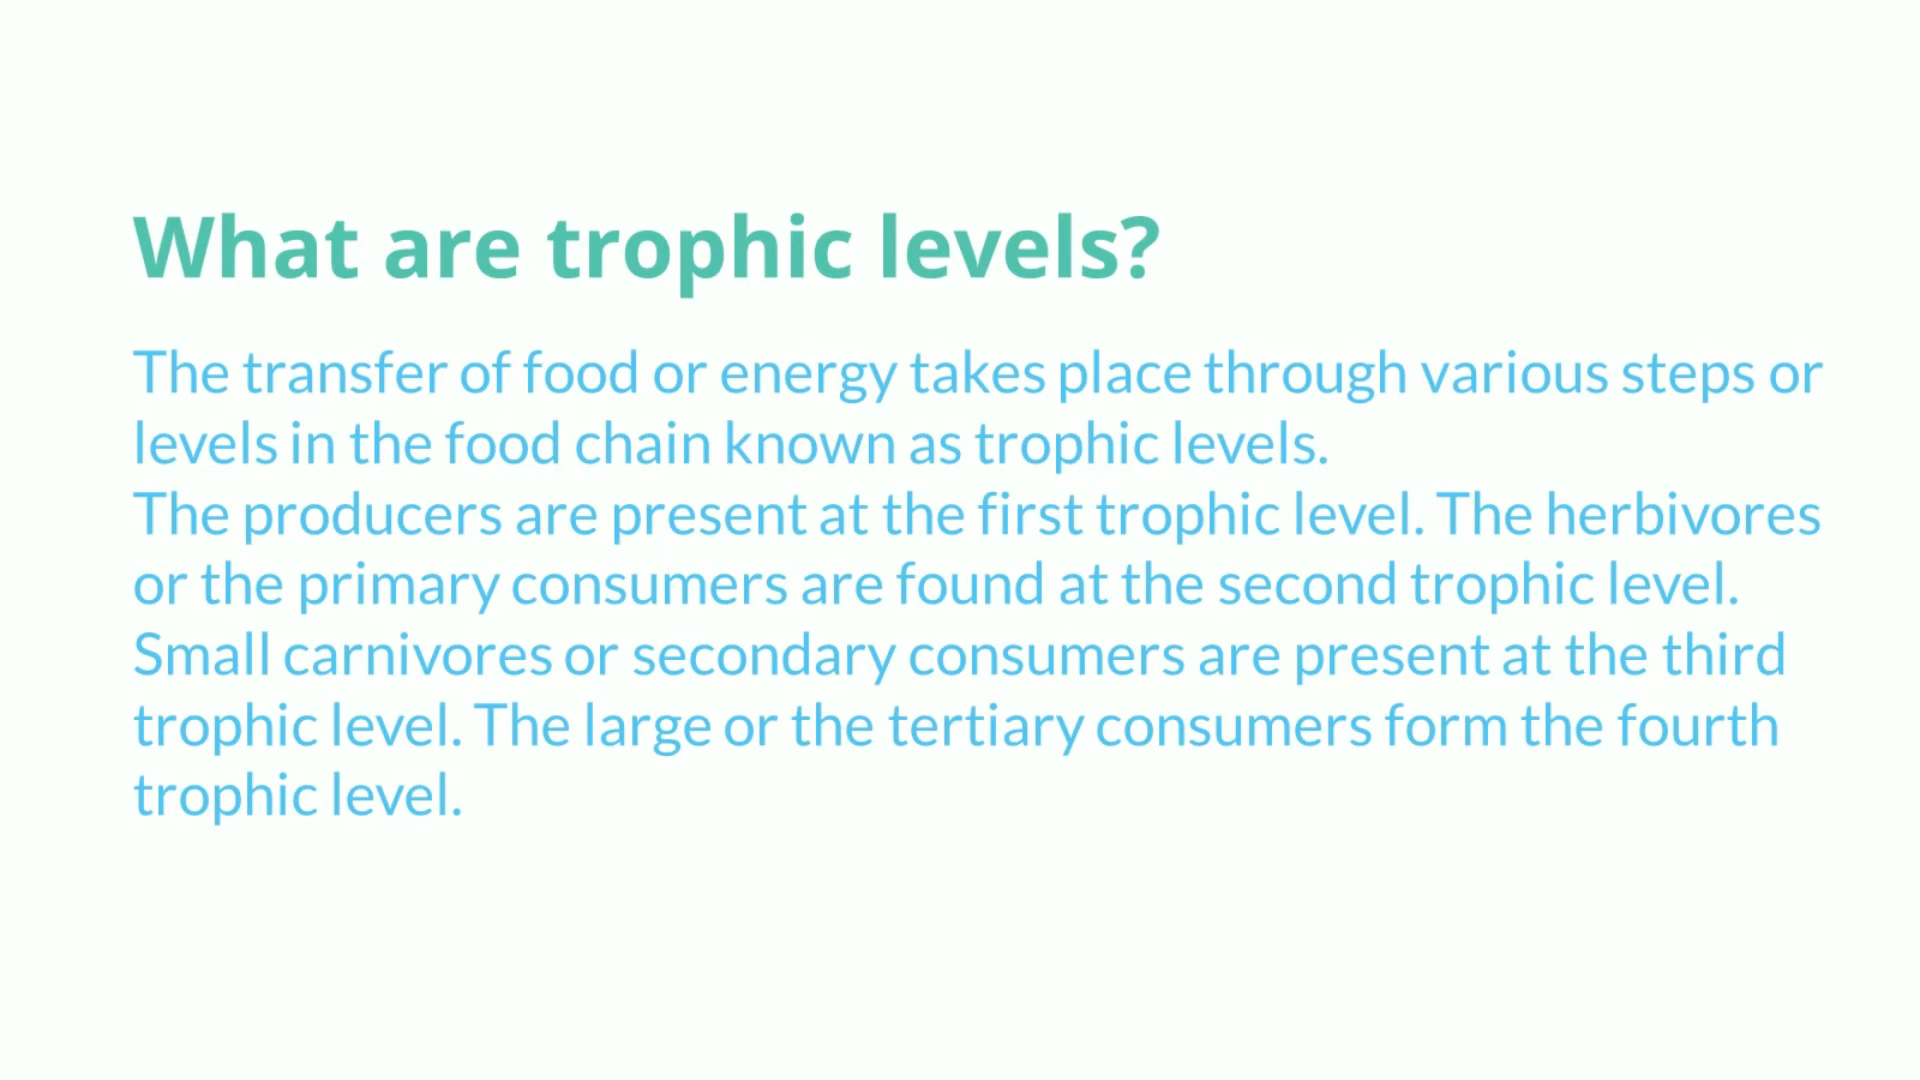 What are trophic levels?
The transfer of food or energy takes place through various steps or
levels in the food chain known as trophic levels.
The producers are present at the first trophic level. The herbivores
or the primary consumers are found at the second trophic level.
Small carnivores or secondary consumers are present at the third
trophic level. The large or the tertiary consumers form the fourth
trophic level.